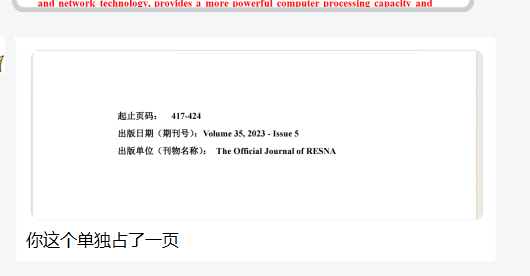 and network technology, provides a more powerful computer processing capacity and
起止页码： 417-424
出版日期（期刊号）：Volume 35, 2023 - Issue 5
出版单位（刊物名称）： The Official Journal of RESNA
你这个单独占了一页